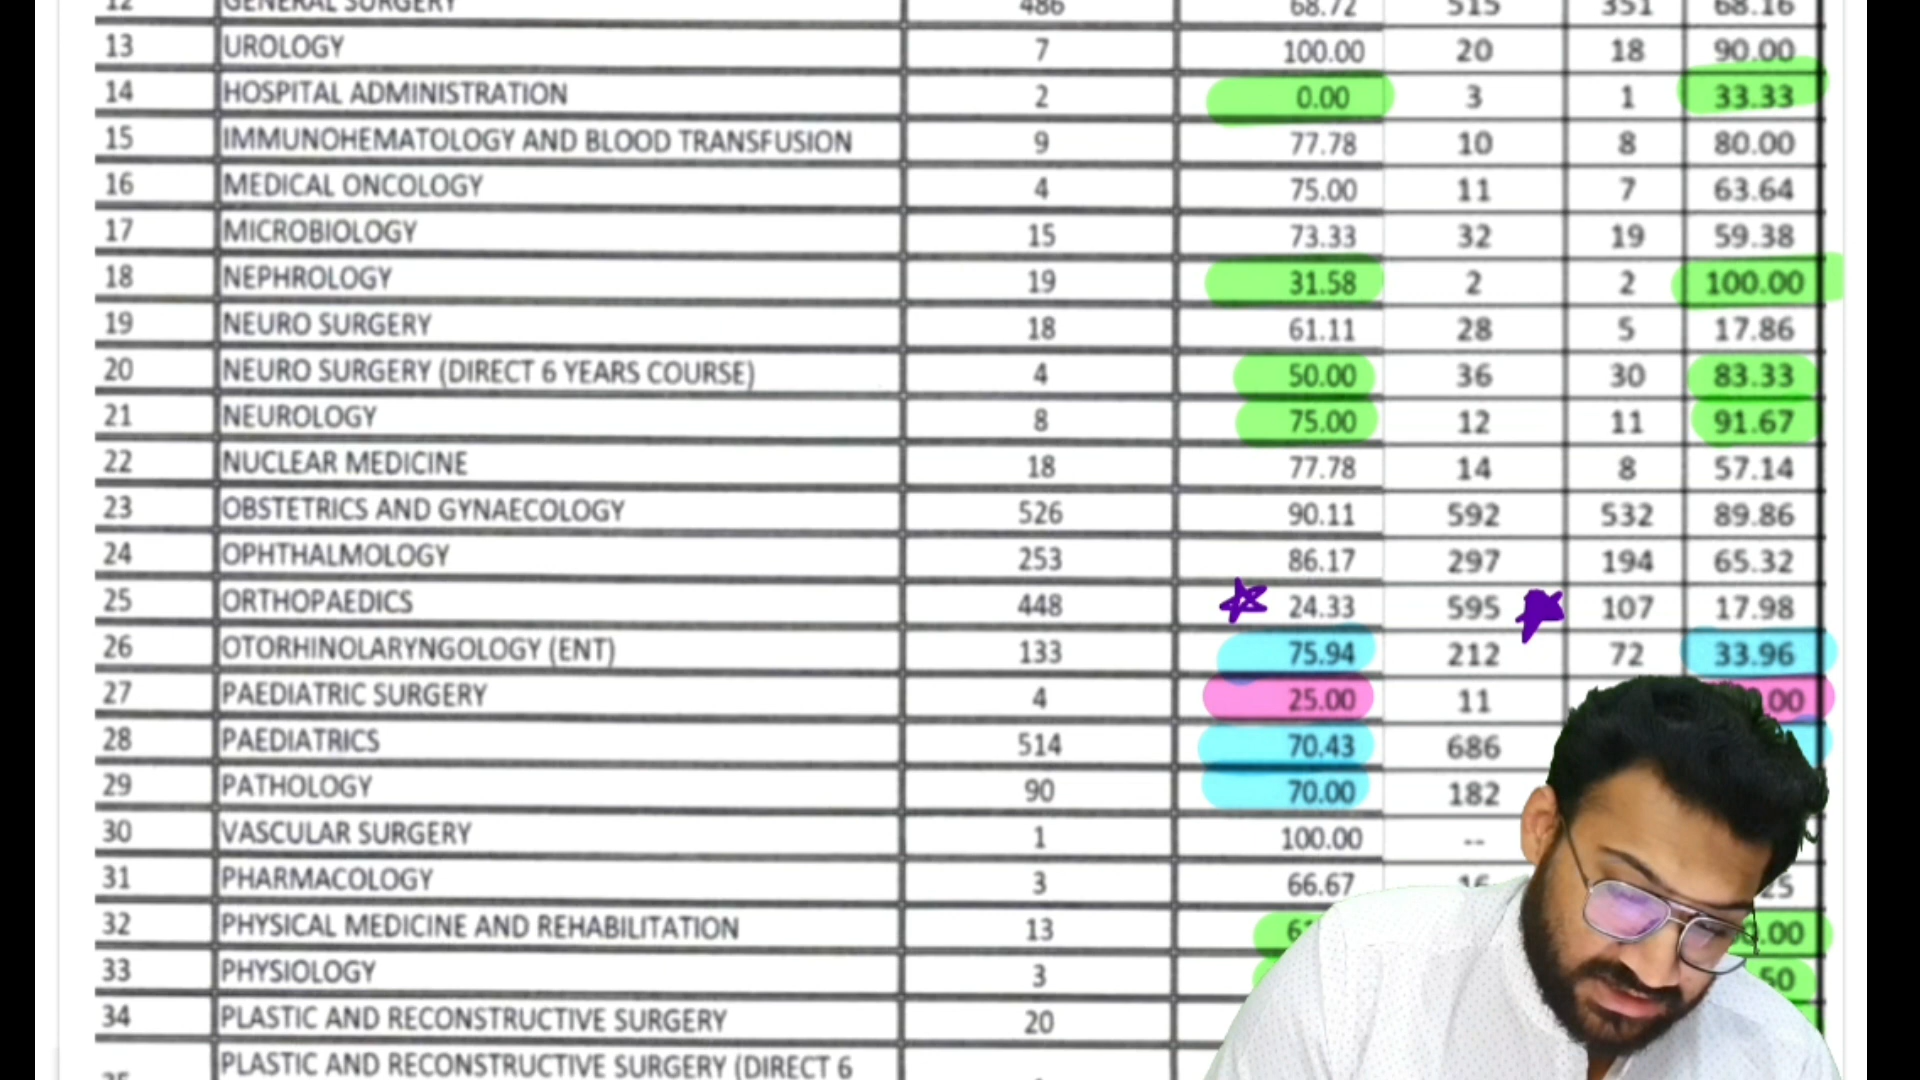 12 GENERAL SURGERY 486 68.72 515 351 68.16
13 UROLOGY 7 100.00 20 18 90.00
14 HOSPITAL ADMINISTRATION 2 0.00 3 1 33.33
15 IMMUNOHEMATOLOGY AND BLOOD TRANSFUSION 9 77.78 10 8 80.00
16 MEDICAL ONCOLOGY 4 75.00 11 7 63.64
17 MICROBIOLOGY 15 73.33 32 19 59.38
18 NEPHROLOGY 19 31.58 2 2 100.00
19 NEURO SURGERY 18 61.11 28 5 17.86
20 NEURO SURGERY (DIRECT 6 YEARS COURSE) 4 50.00 36 30 83.33
21 NEUROLOGY 8 75.00 12 11 91.67
22 NUCLEAR MEDICINE 18 77.78 14 8 57.14
23 OBSTETRICS AND GYNAECOLOGY 526 90.11 592 532 89.86
24 OPHTHALMOLOGY 253 86.17 297 194 65.32
25 ORTHOPAEDICS 448 24.33 595 107 17.98
26 OTORHINOLARYNGOLOGY (ENT) 133 75.94 212 72 33.96
27 PAEDIATRIC SURGERY 4 25.00 11
28 PAEDIATRICS 514 70.43 686
29 PATHOLOGY 90 70.00 182
30 VASCULAR SURGERY 1 100.00 --
31 PHARMACOLOGY 3 66.67
32 PHYSICAL MEDICINE AND REHABILITATION 13
33 PHYSIOLOGY 3
34 PLASTIC AND RECONSTRUCTIVE SURGERY 20
PLASTIC AND RECONSTRUCTIVE SURGERY (DIRECT 6